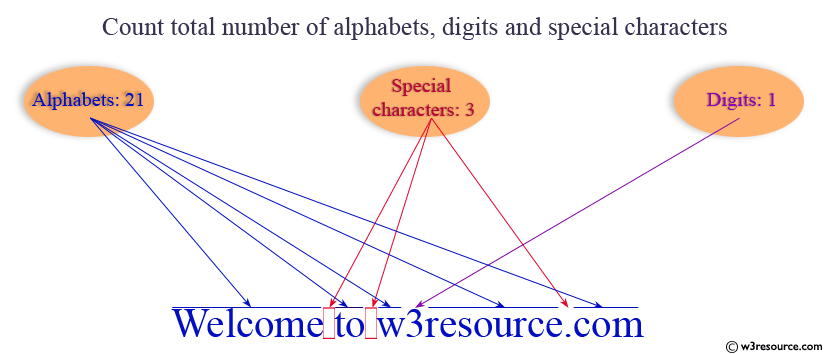 Count total number of alphabets, digits and special characters
Alphabets: 21
Special
characters: 3
Digits: 1
Welcome to w3resource.com
© w3resource.com